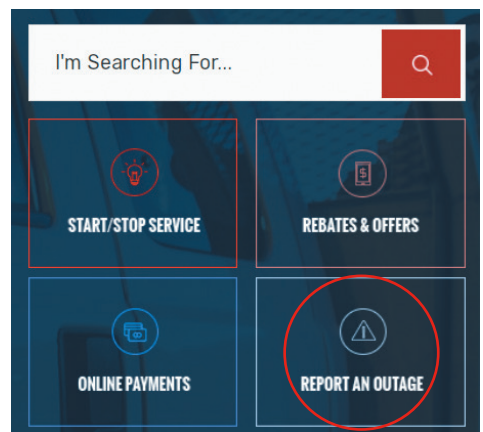 I'm Searching For...
START/STOP SERVICE
REBATES & OFFERS
ONLINE PAYMENTS
REPORT AN OUTAGE